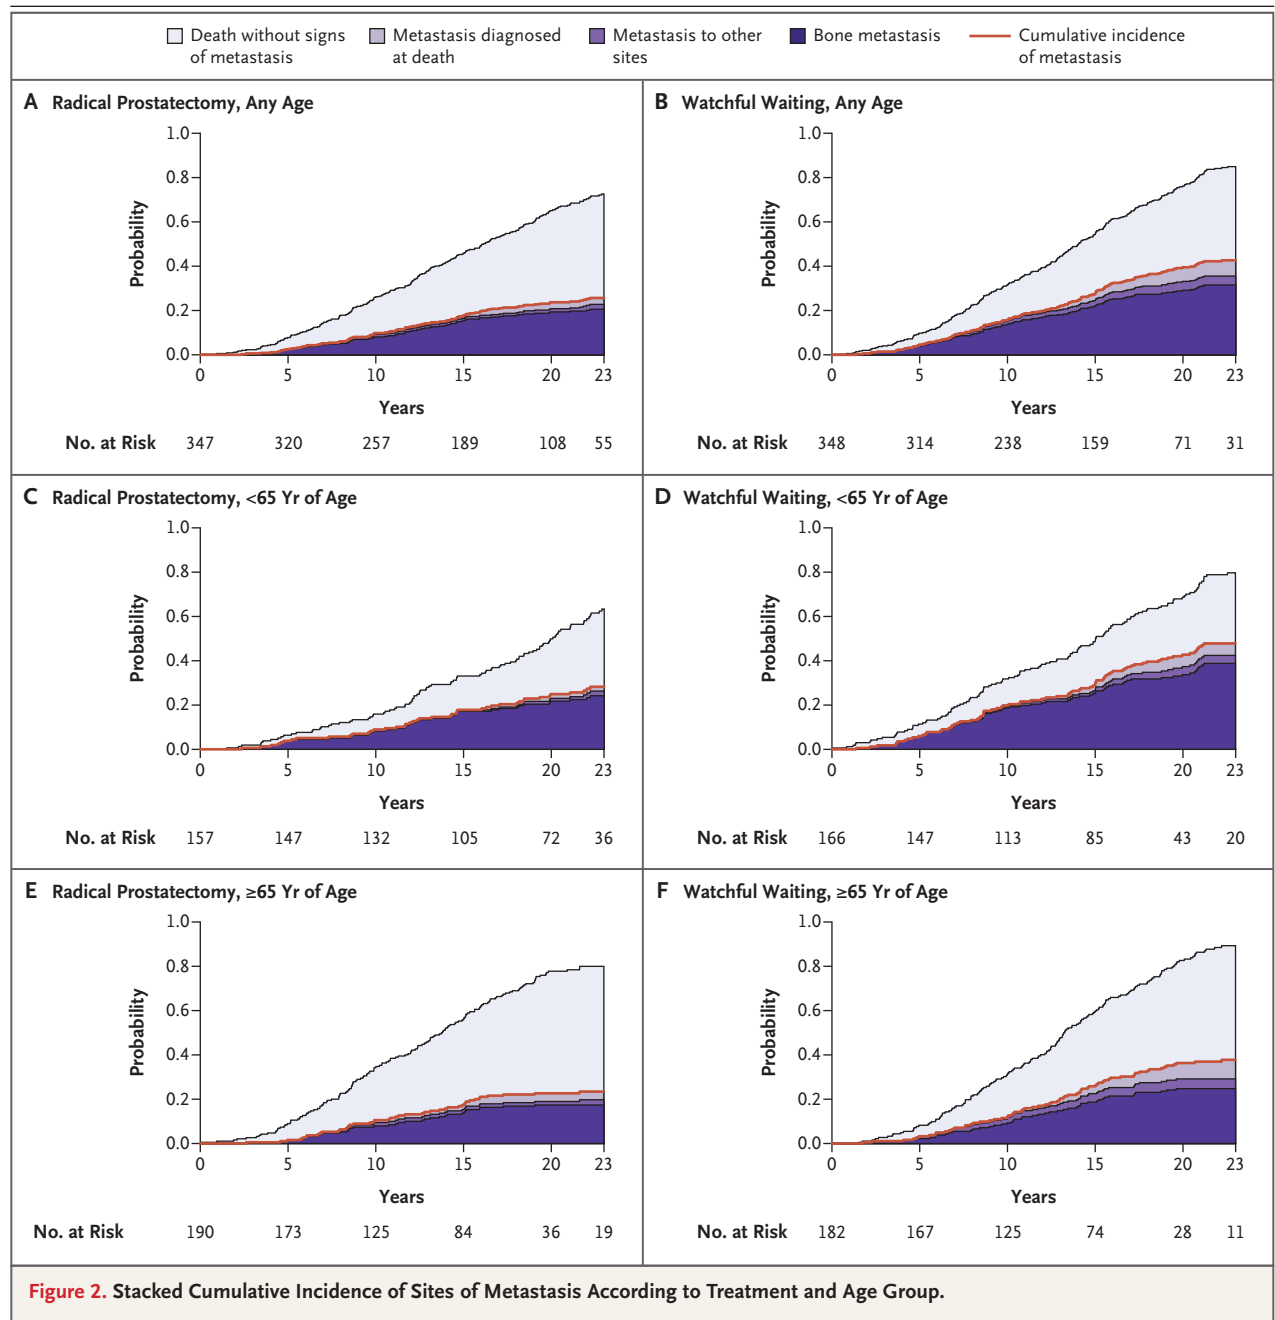 Death without signs of metastasis
Metastasis diagnosed at death
Metastasis to other sites
Bone metastasis
Cumulative incidence of metastasis
A Radical Prostatectomy, Any Age
1.0
0.8
0.6
0.4
0.2
0.0
Probability
0 5 10 15 20 23
Years
No. at Risk 347 320 257 189 108 55
B Watchful Waiting, Any Age
1.0
0.8
0.6
0.4
0.2
0.0
Probability
0 5 10 15 20 23
Years
No. at Risk 348 314 238 159 71 31
C Radical Prostatectomy, <65 Yr of Age
1.0
0.8
0.6
0.4
0.2
0.0
Probability
0 5 10 15 20 23
Years
No. at Risk 157 147 132 105 72 36
D Watchful Waiting, <65 Yr of Age
1.0
0.8
0.6
0.4
0.2
0.0
Probability
0 5 10 15 20 23
Years
No. at Risk 166 147 113 85 43 20
E Radical Prostatectomy, ≥65 Yr of Age
1.0
0.8
0.6
0.4
0.2
0.0
Probability
0 5 10 15 20 23
Years
No. at Risk 190 173 125 84 36 19
F Watchful Waiting, ≥65 Yr of Age
1.0
0.8
0.6
0.4
0.2
0.0
Probability
0 5 10 15 20 23
Years
No. at Risk 182 167 125 74 28 11
Figure 2. Stacked Cumulative Incidence of Sites of Metastasis According to Treatment and Age Group.